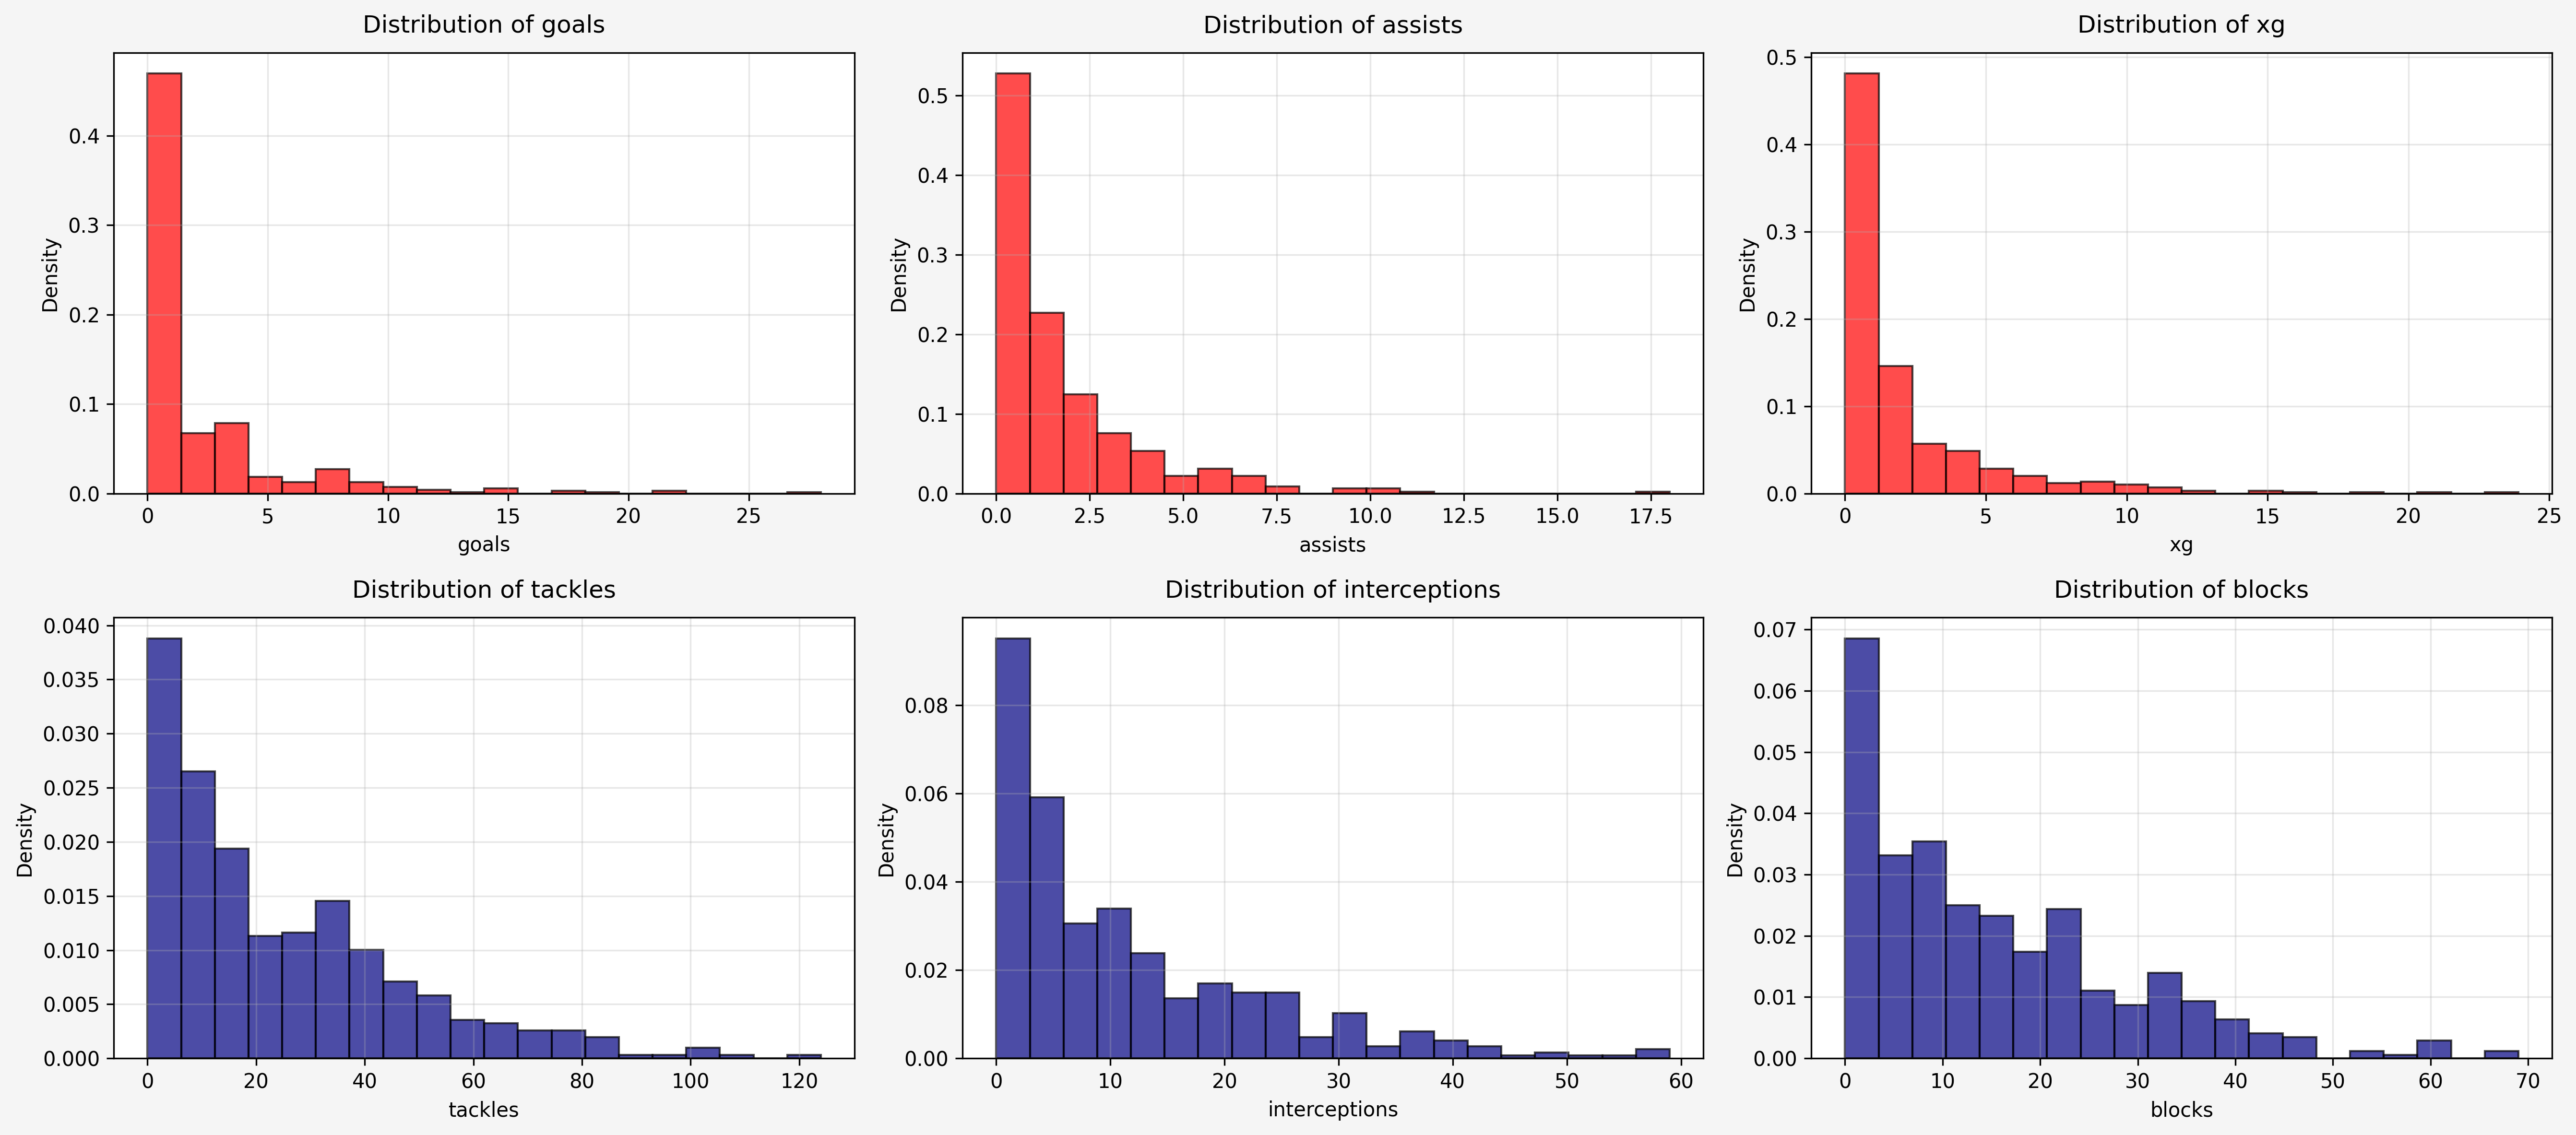 Distribution of goals
Density
0.4
0.3
0.2
0.1
0.0
0 5 10 15 20 25
goals
Distribution of assists
Density
0.5
0.4
0.3
0.2
0.1
0.0
0.0 2.5 5.0 7.5 10.0 12.5 15.0 17.5
assists
Distribution of xg
Density
0.5
0.4
0.3
0.2
0.1
0.0
0 5 10 15 20 25
xg
Distribution of tackles
Density
0.040
0.035
0.030
0.025
0.020
0.015
0.010
0.005
0.000
0 20 40 60 80 100 120
tackles
Distribution of interceptions
Density
0.08
0.06
0.04
0.02
0.00
0 10 20 30 40 50 60
interceptions
Distribution of blocks
Density
0.07
0.06
0.05
0.04
0.03
0.02
0.01
0.00
0 10 20 30 40 50 60 70
blocks